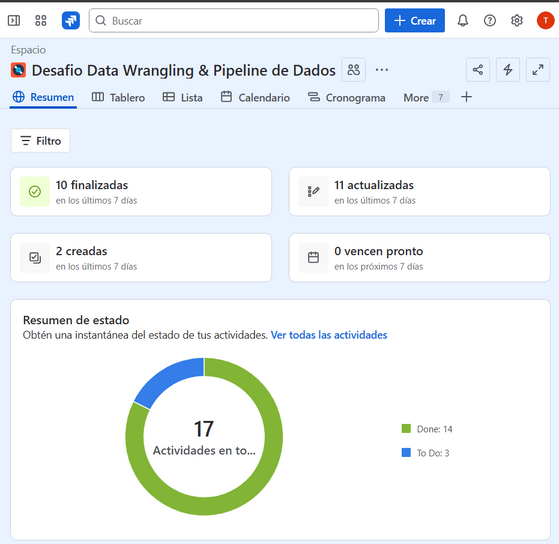 Buscar
+ Crear
T
Espacio
Desafio Data Wrangling & Pipeline de Dados
Resumen Tablero Lista Calendario Cronograma More 7
Filtro
10 finalizadas
en los últimos 7 días
11 actualizadas
en los últimos 7 días
2 creadas
en los últimos 7 días
0 vencen pronto
en los próximos 7 días
Resumen de estado
Obtén una instantánea del estado de tus actividades. Ver todas las actividades
17
Actividades en to...
Done: 14
To Do: 3